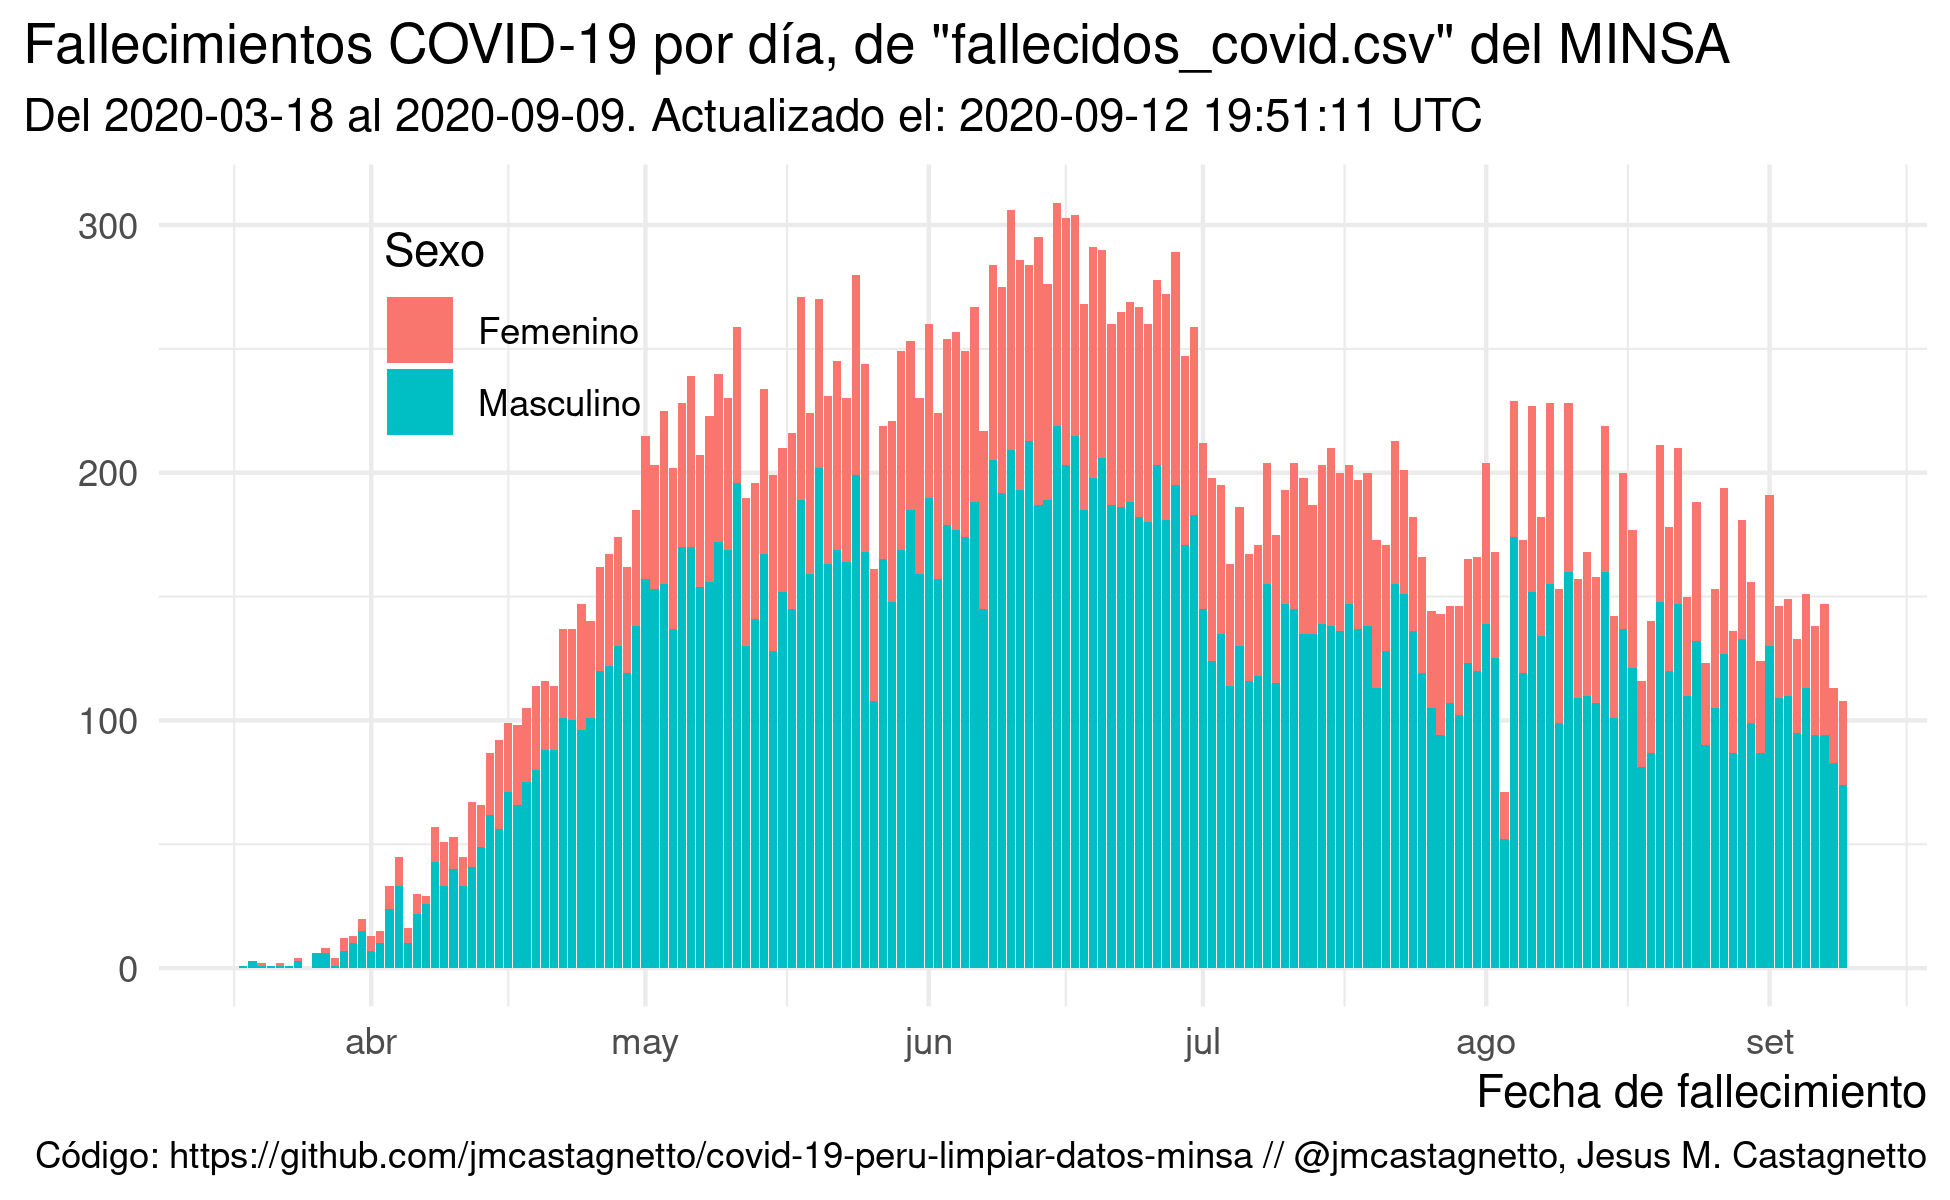 Fallecimientos COVID-19 por día, de "fallecidos_covid.csv" del MINSA
Del 2020-03-18 al 2020-09-09. Actualizado el: 2020-09-12 19:51:11 UTC
300
200
100
0
Sexo
Femenino
Masculino
abr may jun jul ago set
Fecha de fallecimiento
Código: https://github.com/jmcastagnetto/covid-19-peru-limpiar-datos-minsa // @jmcastagnetto, Jesus M. Castagnetto